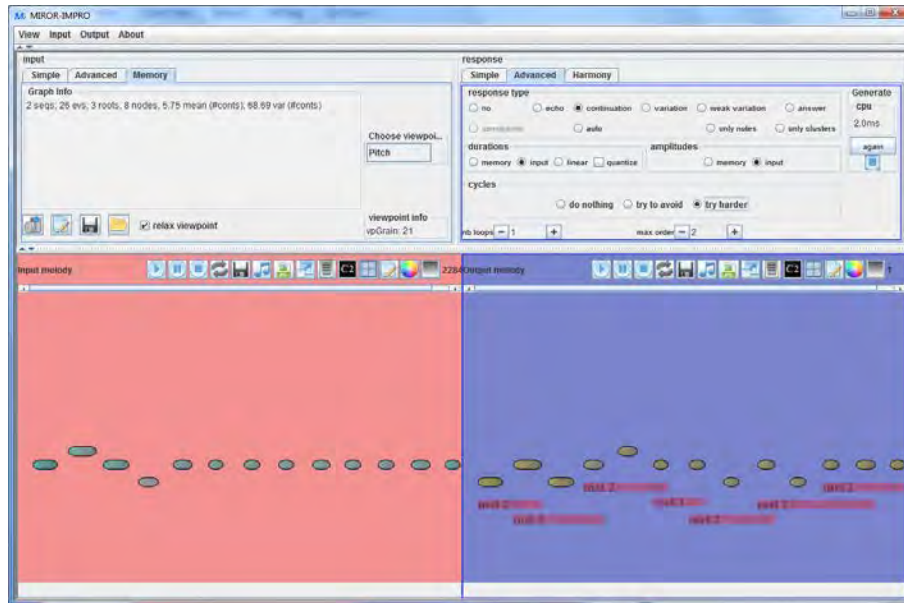 MIROR-IMPRO
View Input Output About
input
Simple Advanced Memory
Graph Info
2 seqs; 26 evs, 3 roots, 8 nodes, 5.75 mean (#conts); 68.69 var (#conts)
Choose viewpoi...
Pitch
viewpoint info
relax viewpoint
vpGrain: 21
response
Simple Advanced Harmony
response type
no echo continuation variation weak variation answer
auto only notes only clusters
durations
memory input linear quantize
amplitudes
memory input
cycles
do nothing try to avoid try harder
nb loops 1 + max order 2 +
Generate
cpu
2.0ms
again
Input melody
C2
2284
Output melody
C2
1